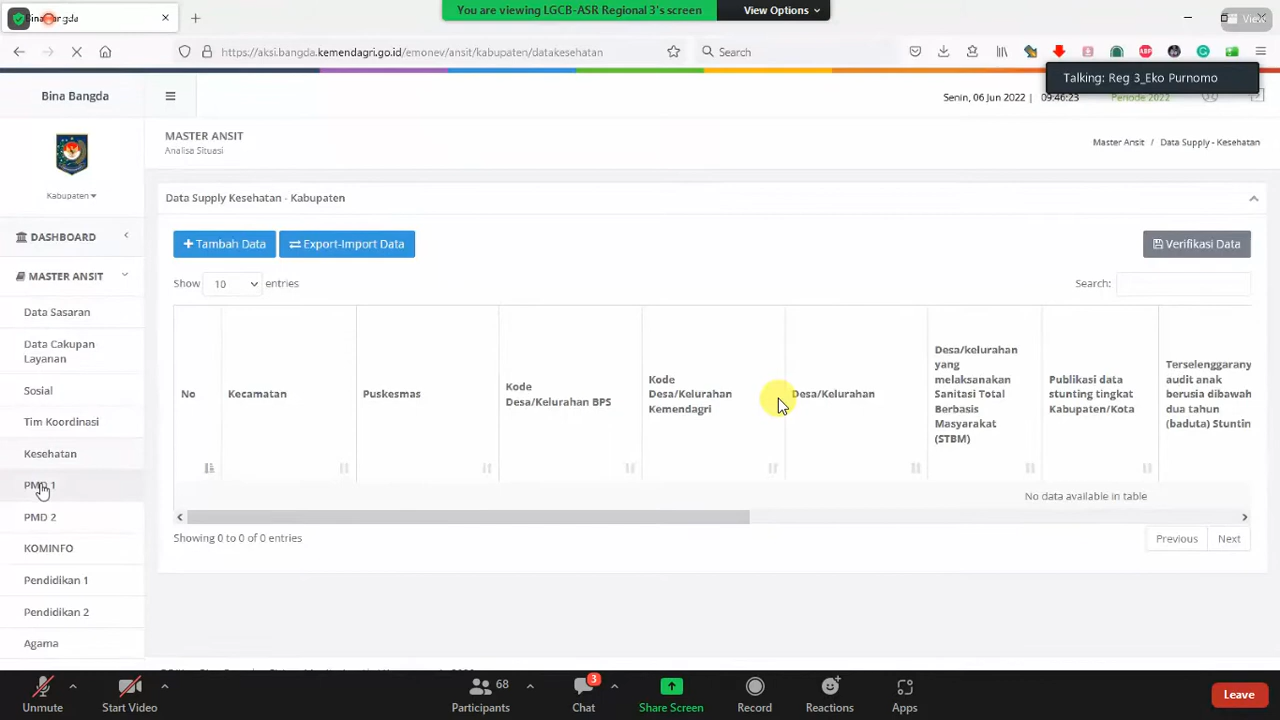 You are viewing LGCB-ASR Regional 3's screen
View Options
View
https://aksi.bangda.kemendagri.go.id/emonev/ansit/kabupaten/datakesehatan
Search
Talking: Reg 3_Eko Purnomo
Bina Bangda
Senin, 06 Jun 2022 | 09:46:23
Periode 2022
Kabupaten
MASTER ANSIT
Analisa Situasi
Master Ansit / Data Supply - Kesehatan
DASHBOARD
MASTER ANSIT
Data Sasaran
Data Cakupan
Layanan
Sosial
Tim Koordinasi
Kesehatan
PMD 1
PMD 2
KOMINFO
Pendidikan 1
Pendidikan 2
Agama
Data Supply Kesehatan - Kabupaten
+ Tambah Data
Export-Import Data
Verifikasi Data
Show 10 entries
Search:
No
Kecamatan
Puskesmas
Kode
Desa/Kelurahan BPS
Kode
Desa/Kelurahan
Kemendagri
Desa/Kelurahan
Desa/kelurahan
yang
melaksanakan
Sanitasi Total
Berbasis
Masyarakat
(STBM)
Publikasi data
stunting tingkat
Kabupaten/Kota
Terselenggarany
audit anak
berusia dibawah
dua tahun
(baduta) Stuntin
No data available in table
Showing 0 to 0 of 0 entries
Previous
Next
Unmute
Start Video
68
Participants
3
Chat
Share Screen
Record
Reactions
Apps
Leave